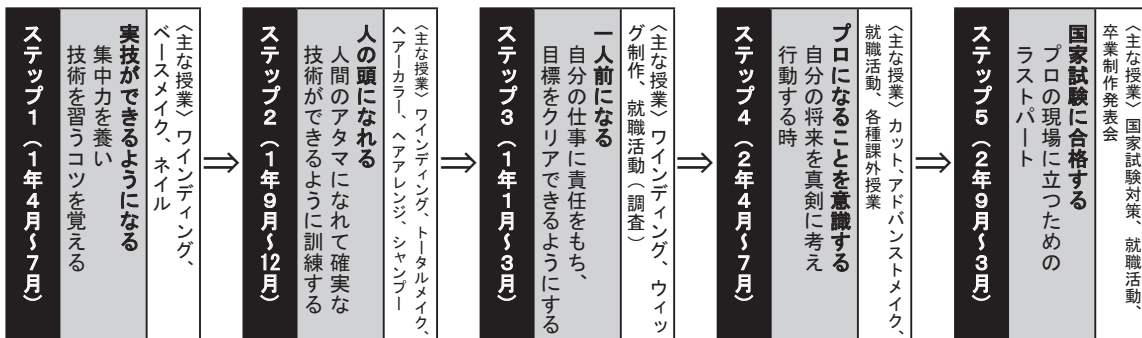 ステップ1（1年4月〜7月）
実技ができるようになる
集中力を養い
技術を習うコツを覚える
〈主な授業〉ワインディング、
ベースメイク、ネイル
⇒
ステップ2（1年9月〜12月）
人の頭になれる
人間のアタマになれて確実な
技術ができるように訓練する
〈主な授業〉ワインディング、トータルメイク、
ヘアーカラー、ヘアアレンジ、シャンプー
⇒
ステップ3（1年1月〜3月）
一人前になる
自分の仕事に責任をもち、
目標をクリアできるようにする
〈主な授業〉ワインディング、ウィッ
グ制作、就職活動（調査）
⇒
ステップ4（2年4月〜7月）
プロになることを意識する
自分の将来を真剣に考え
行動する時
〈主な授業〉カット、アドバンストメイク、
就職活動、各種課外授業
⇒
ステップ5（2年9月〜3月）
国家試験に合格する
プロの現場に立つための
ラストパート
〈主な授業〉国家試験対策、就職活動、
卒業制作発表会